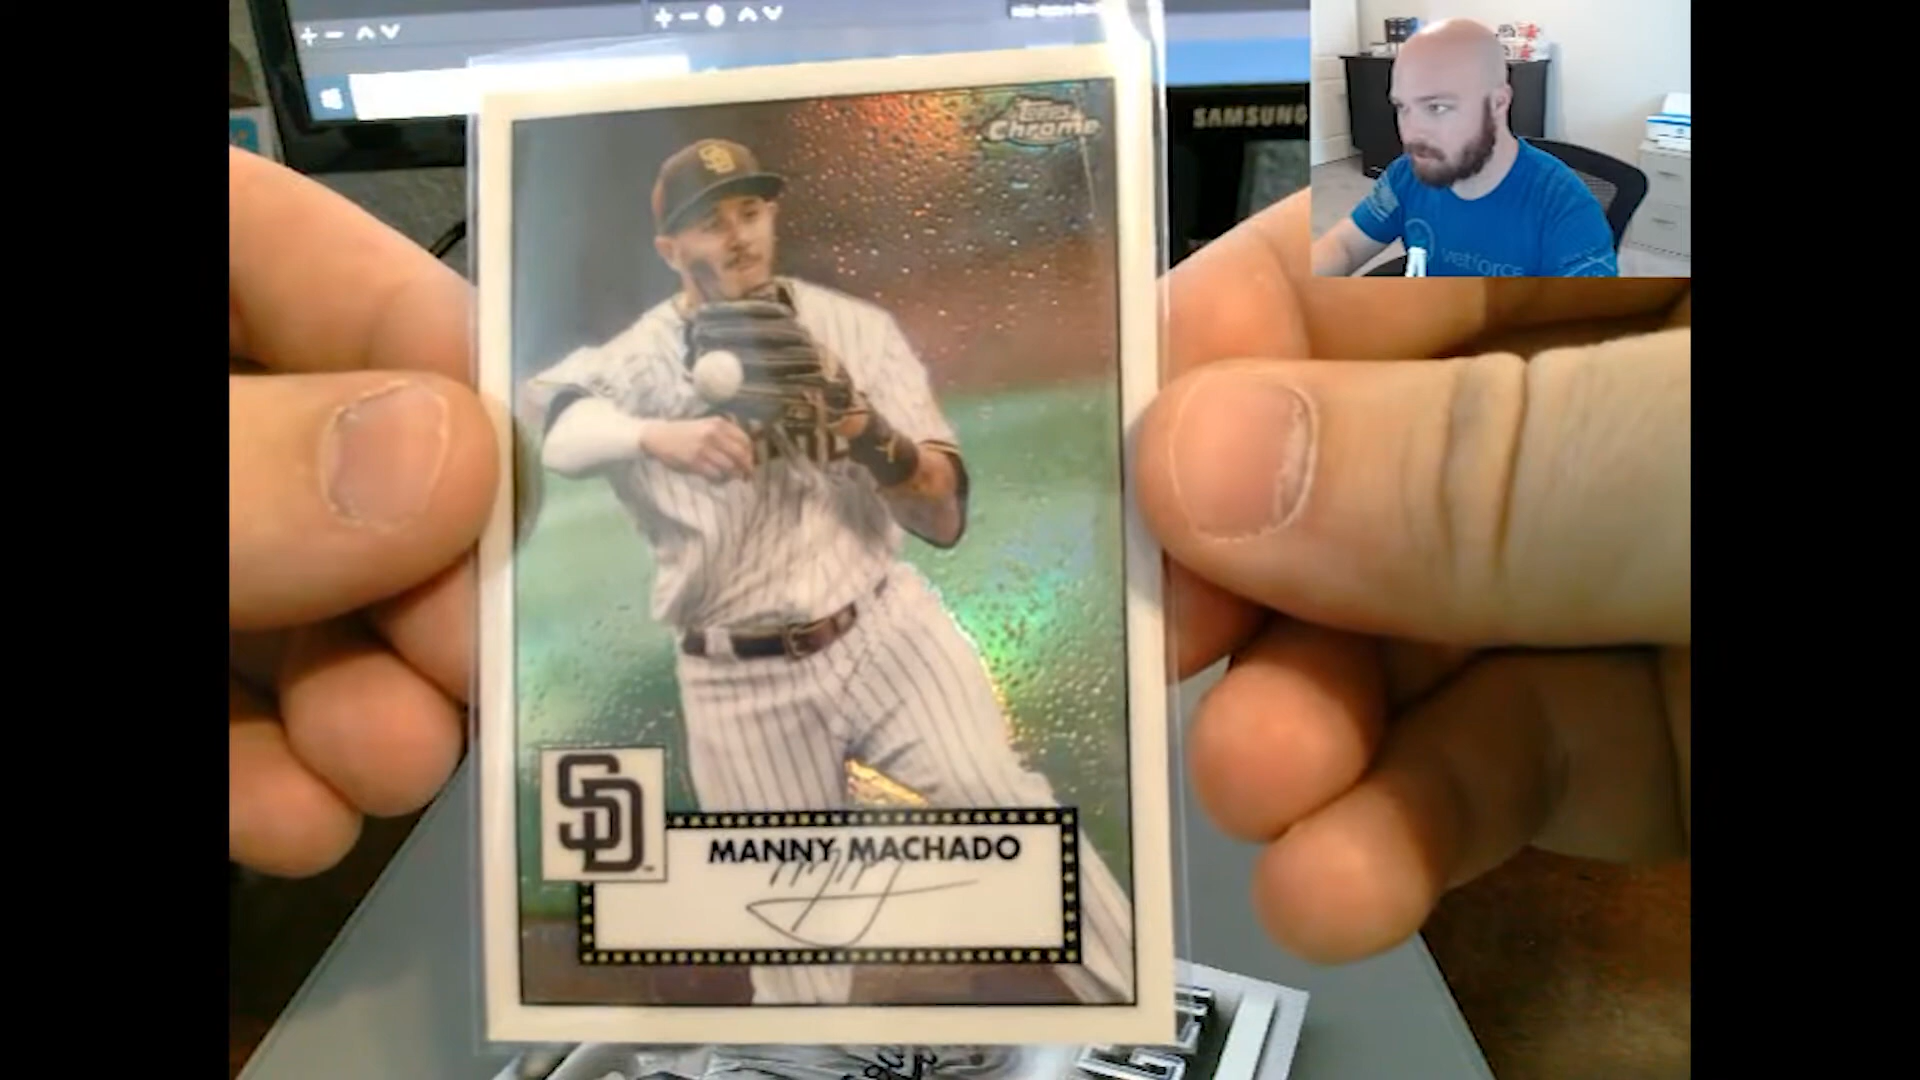 SAMSUNG
Topps
Chrome
SD
vetforce
SD
MANNY MACHADO